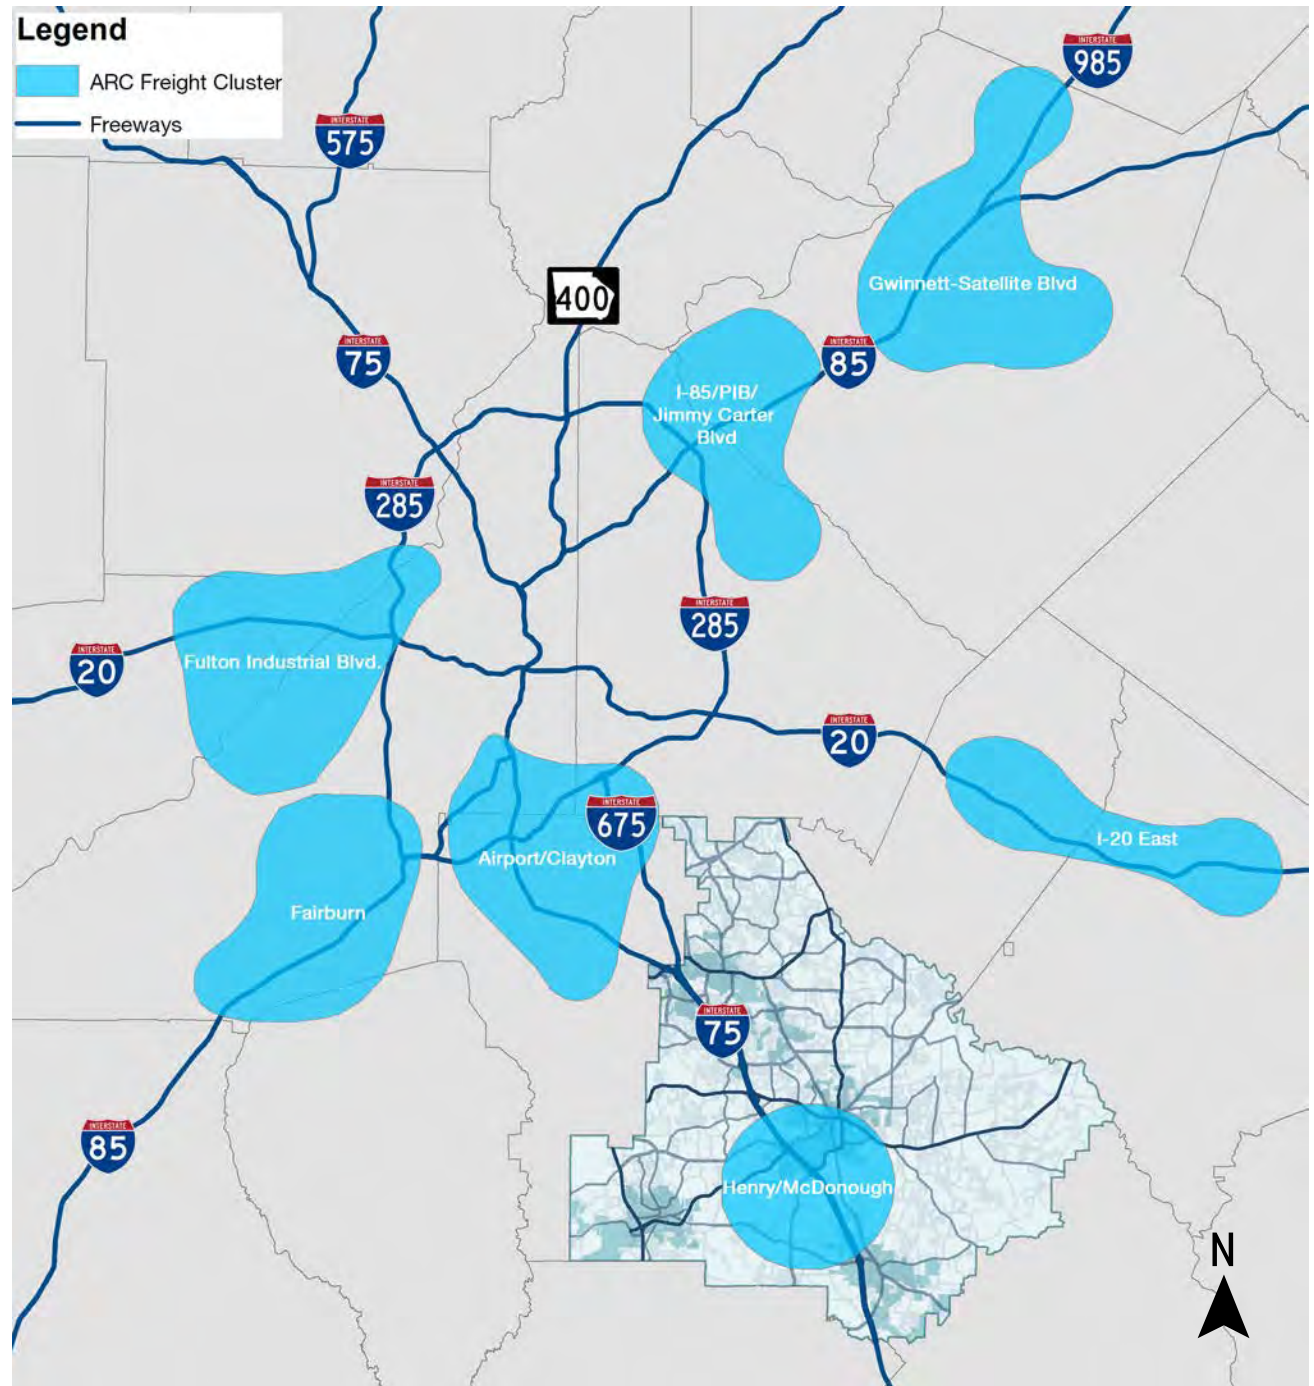 Legend
ARC Freight Cluster
Freeways
INTERSTATE
985
INTERSTATE
575
Gwinnett-Satellite Blvd
400
INTERSTATE
75
INTERSTATE
85
I-85/PIB/
Jimmy Carter
Blvd
INTERSTATE
285
INTERSTATE
285
INTERSTATE
20
Fulton Industrial Blvd.
INTERSTATE
20
INTERSTATE
675
I-20 East
Airport/Clayton
Fairburn
INTERSTATE
75
INTERSTATE
85
Henry/McDonough
N